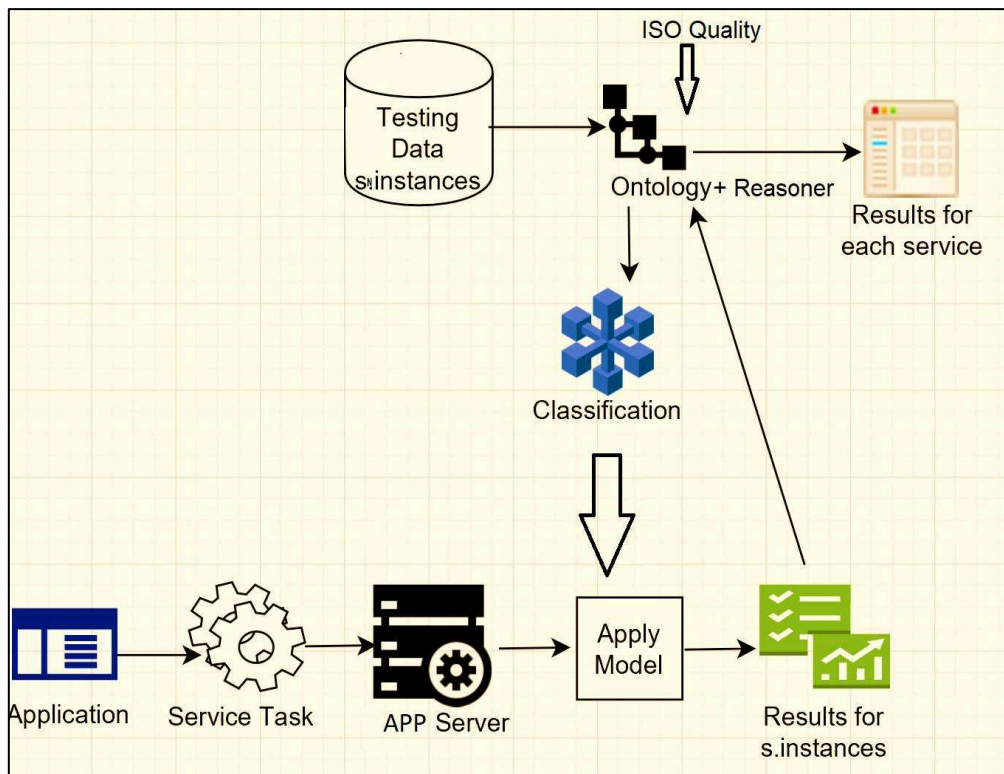 ISO Quality
Testing
Data
s.instances
Ontology+ Reasoner
Results for
each service
Classification
Apply
Model
Application
Service Task
APP Server
Results for
s.instances